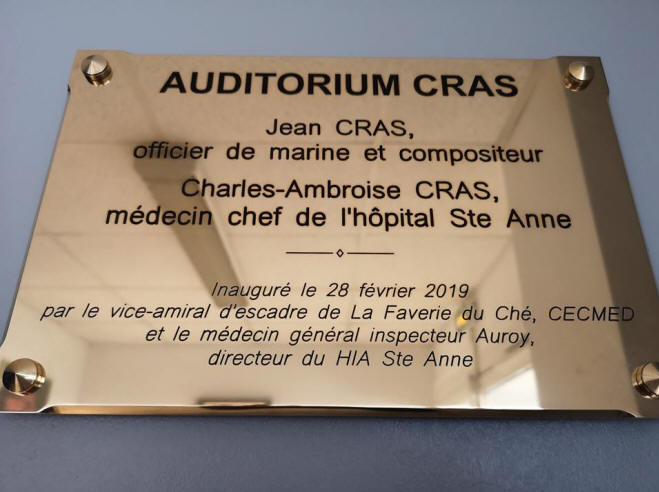 AUDITORIUM CRAS
Jean CRAS,
officier de marine et compositeur
Charles-Ambroise CRAS,
médecin chef de l'hôpital Ste Anne
Inauguré le 28 février 2019
par le vice-amiral d'escadre de La Faverie du Ché, CECMED
et le médecin général inspecteur Auroy,
directeur du HIA Ste Anne